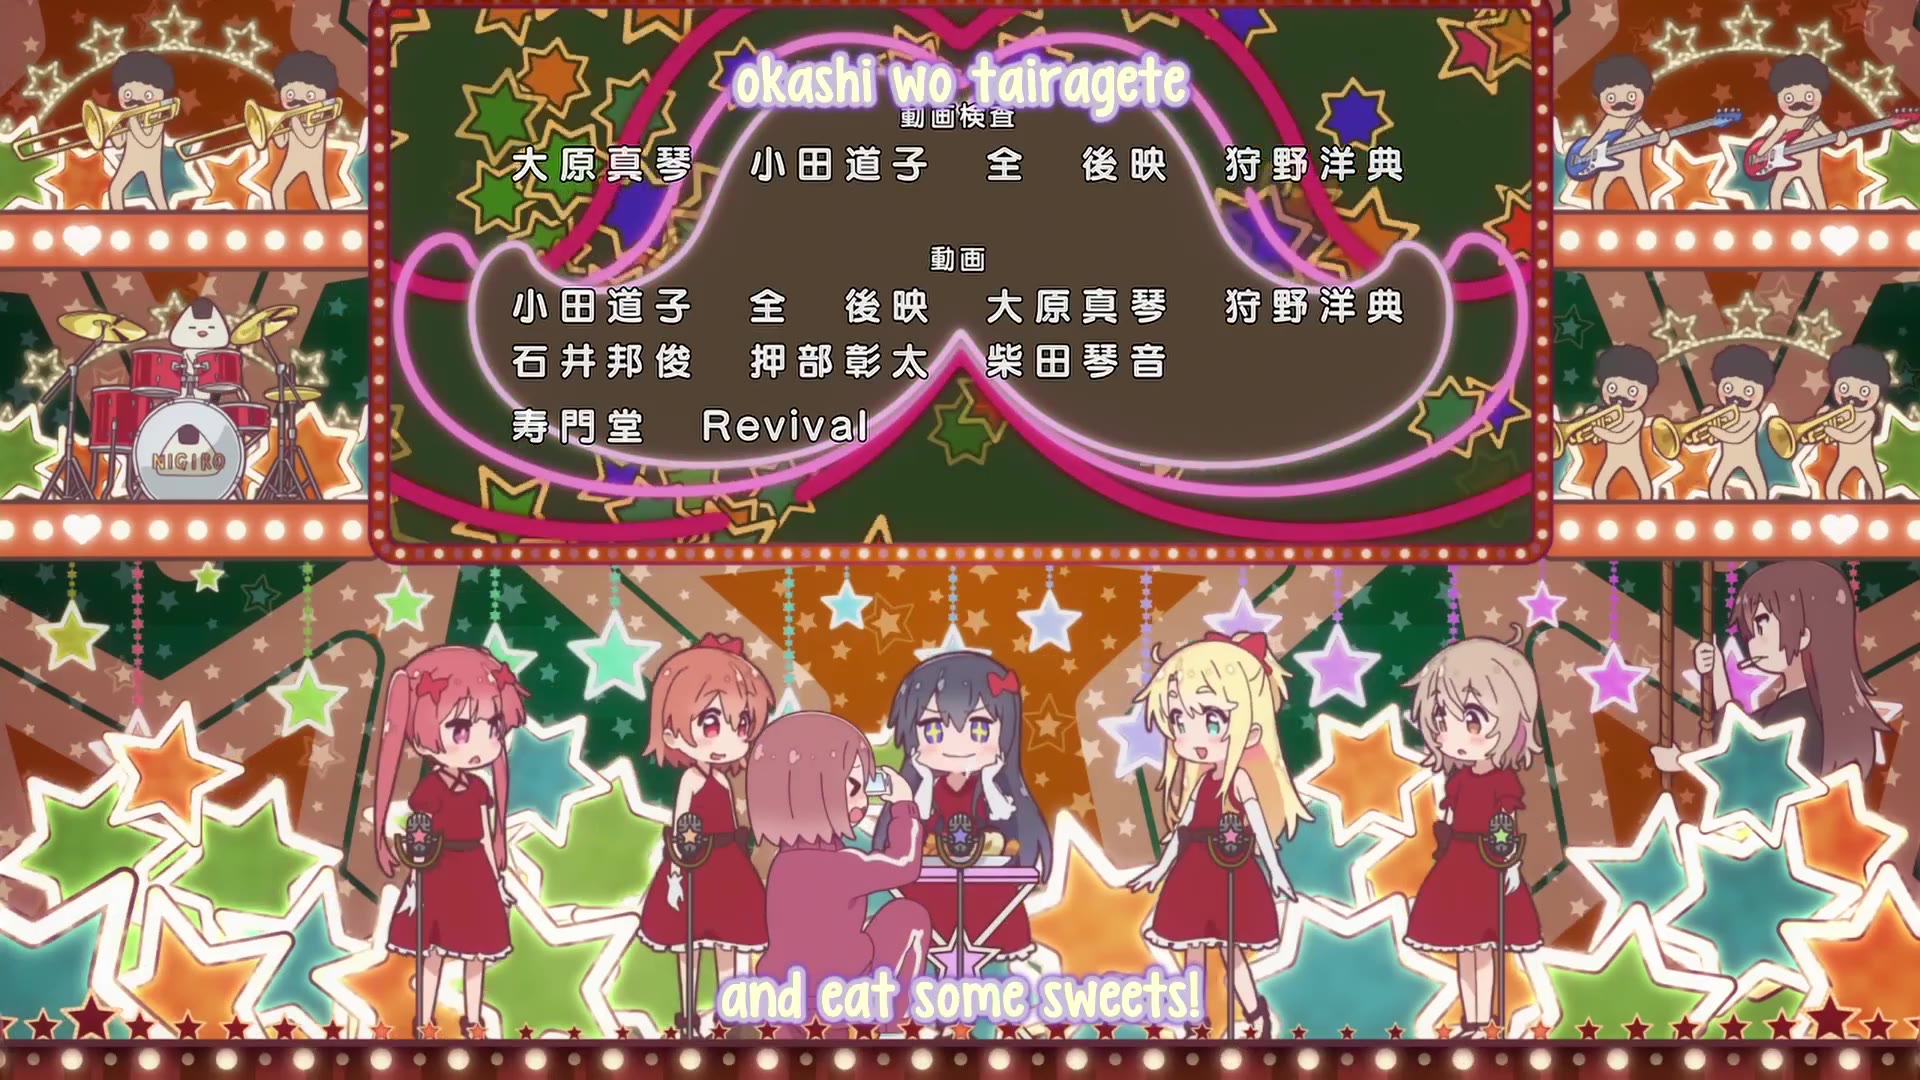 okashi wo tairagete
動画検査
大原真琴 小田道子 全 後映 狩野洋典
動画
小田道子 全 後映 大原真琴 狩野洋典
石井邦俊 押部彰太 柴田琴音
寿門堂 Revival
NIGIRO
and eat some sweets!